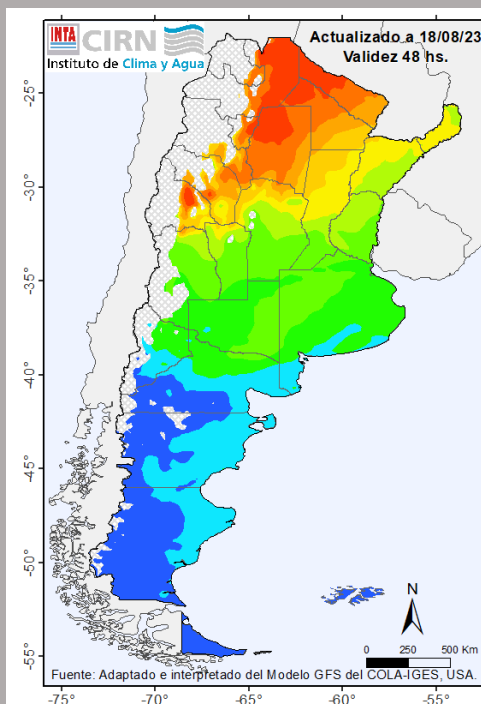 INTA CIRN
Instituto de Clima y Agua
Actualizado a 18/08/23
Validez 48 hs.
-25°
-30°
-35°
-40°
-45°
-50°
-55°
N
0 250 500 Km
Fuente: Adaptado e interpretado del Modelo GFS del COLA-IGES, USA.
-75° -70° -65° -60° -55°